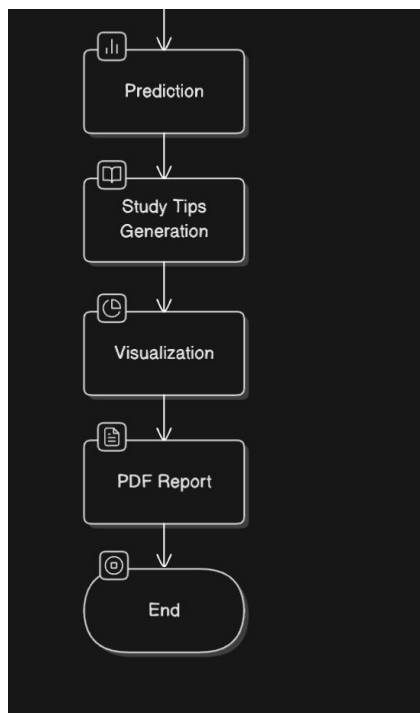 Prediction
Study Tips
Generation
Visualization
PDF Report
End